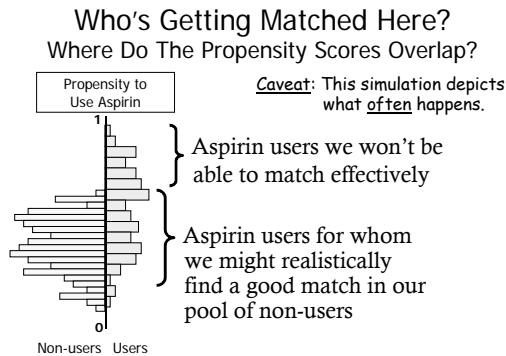 Who's Getting Matched Here?
Where Do The Propensity Scores Overlap?
Propensity to
Use Aspirin
Caveat: This simulation depicts
what often happens.
1
Aspirin users we won't be
able to match effectively
Aspirin users for whom
we might realistically
find a good match in our
pool of non-users
0
Non-users Users